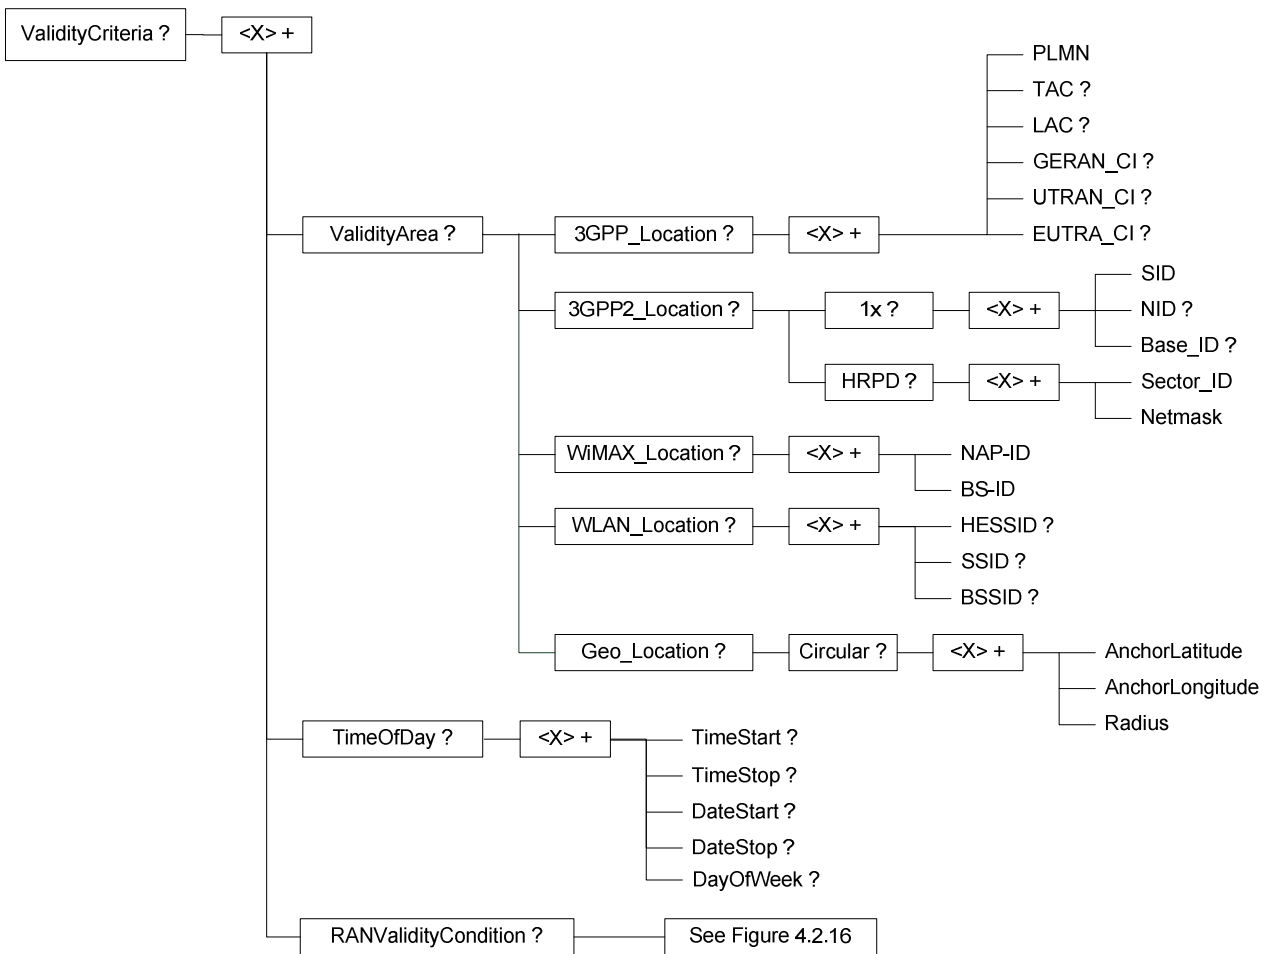 ValidityCriteria ?
<X> +
PLMN
TAC ?
LAC ?
GERAN_CI ?
UTRAN_CI ?
ValidityArea ?
3GPP_Location ?
<X> +
EUTRA_CI ?
SID
3GPP2_Location ?
1x ?
<X> +
NID ?
Base_ID ?
HRPD ?
<X> +
Sector_ID
Netmask
WiMAX_Location ?
<X> +
NAP-ID
BS-ID
WLAN_Location ?
<X> +
HESSID ?
SSID ?
BSSID ?
Geo_Location ?
Circular ?
<X> +
AnchorLatitude
AnchorLongitude
Radius
TimeOfDay ?
<X> +
TimeStart ?
TimeStop ?
DateStart ?
DateStop ?
DayOfWeek ?
RANValidityCondition ?
See Figure 4.2.16